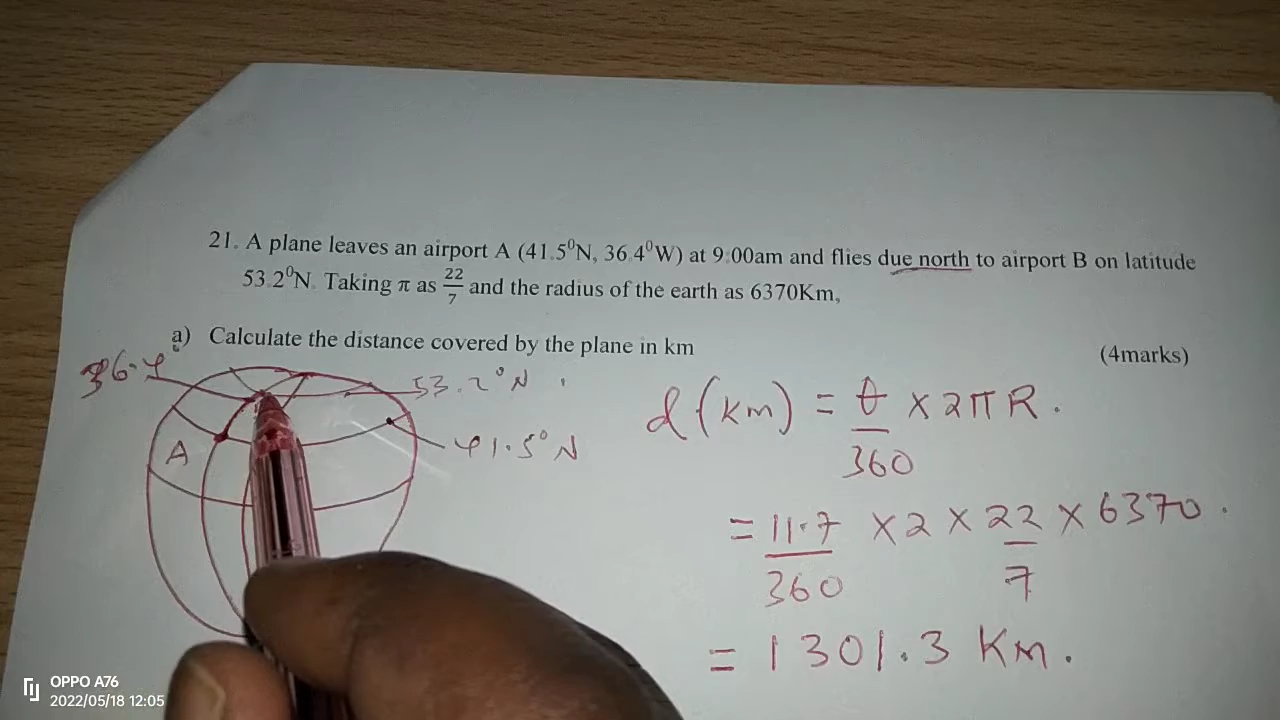 21. A plane leaves an airport A (41.5⁰N, 36.4⁰W) at 9.00am and flies due north to airport B on latitude
53.2⁰N. Taking π as 22/7 and the radius of the earth as 6370Km,
a) Calculate the distance covered by the plane in km
(4marks)
36.4°
53.2°N
A
41.5°N
d(km) = θ/360 × 2πR.
= 11.7/360 × 2 × 22/7 × 6370.
= 1301.3 Km.
OPPO A76
2022/05/18 12:05